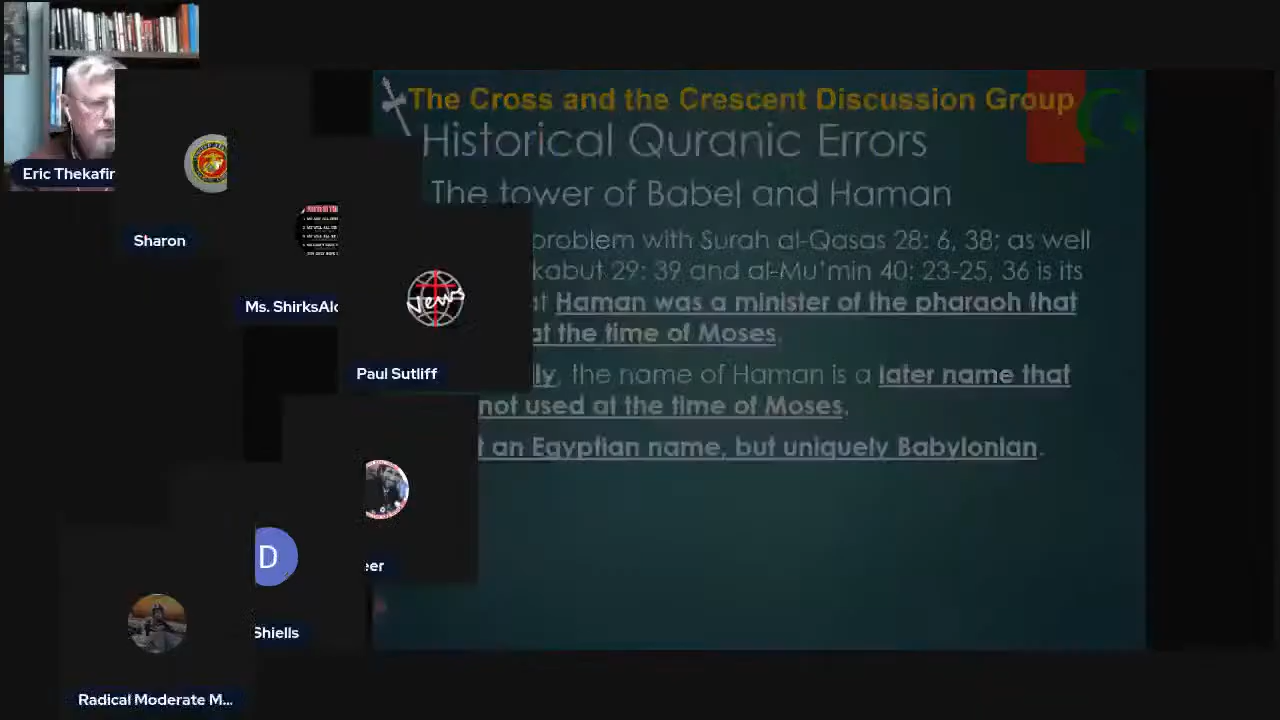 The Cross and the Crescent Discussion Group
Historical Quranic Errors
The tower of Babel and Haman
problem with Surah al-Qasas 28: 6, 38; as well
kabut 29: 39 and al-Mu'min 40: 23-25, 36 is its
at Haman was a minister of the pharaoh that
at the time of Moses.
ly, the name of Haman is a later name that
not used at the time of Moses.
t an Egyptian name, but uniquely Babylonian.
Eric Thekafir
Sharon
Ms. ShirksAlo
News
Paul Sutliff
eer
D
Shiells
Radical Moderate M...